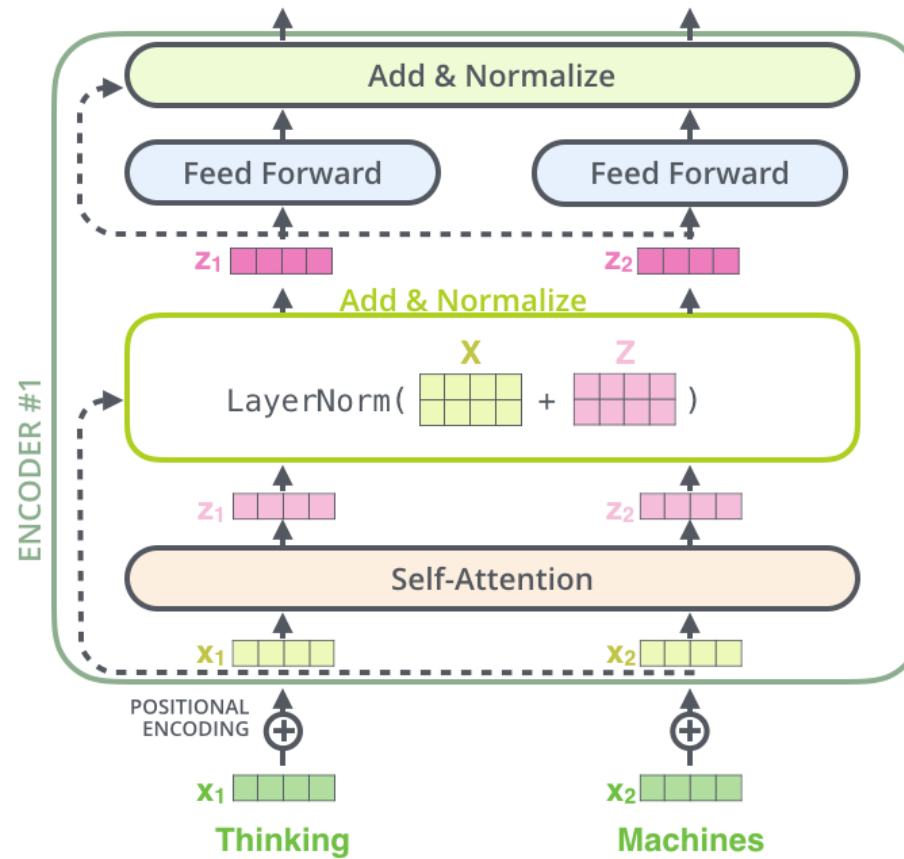 Add & Normalize
Feed Forward Feed Forward
z₁ z₂
Add & Normalize
X Z
LayerNorm( + )
ENCODER #1
z₁ z₂
Self-Attention
x₁ x₂
POSITIONAL
ENCODING
x₁ x₂
Thinking Machines